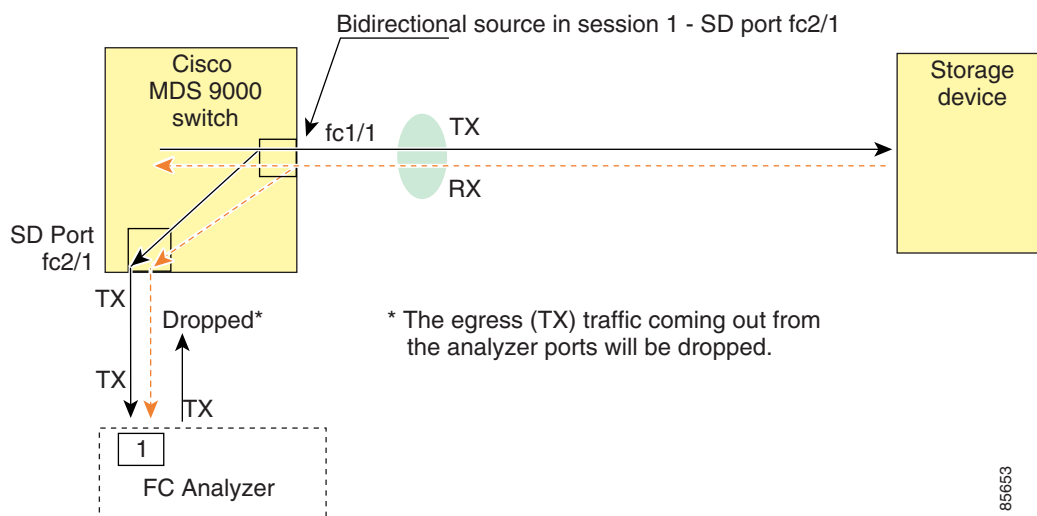 Bidirectional source in session 1 - SD port fc2/1
Cisco
MDS 9000
switch
Storage
device
fc1/1
TX
RX
SD Port
fc2/1
TX
Dropped*
* The egress (TX) traffic coming out from
the analyzer ports will be dropped.
TX
TX
1
FC Analyzer
85653